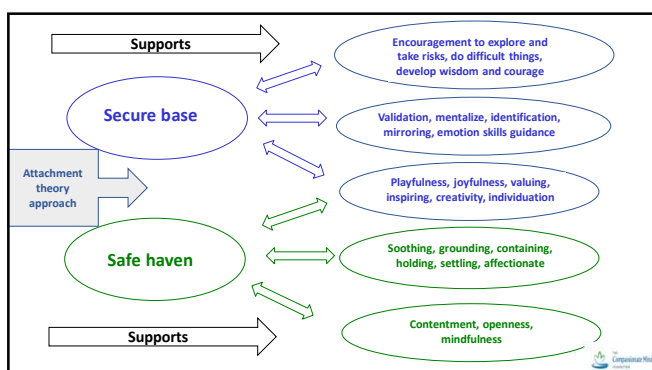 Supports
Encouragement to explore and
take risks, do difficult things,
develop wisdom and courage
Secure base
Validation, mentalize, identification,
mirroring, emotion skills guidance
Attachment
theory
approach
Playfulness, joyfulness, valuing,
inspiring, creativity, individuation
Safe haven
Soothing, grounding, containing,
holding, settling, affectionate
Supports
Contentment, openness,
mindfulness
Compassionate Mind